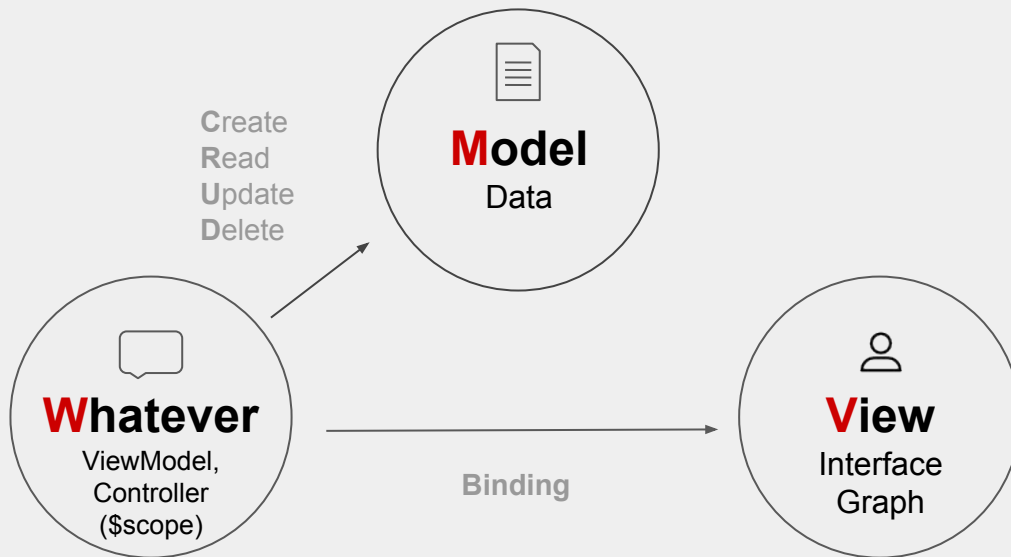 Create
Read
Update
Delete
Model
Data
Whatever
ViewModel,
Controller
($scope)
Binding
View
Interface
Graph